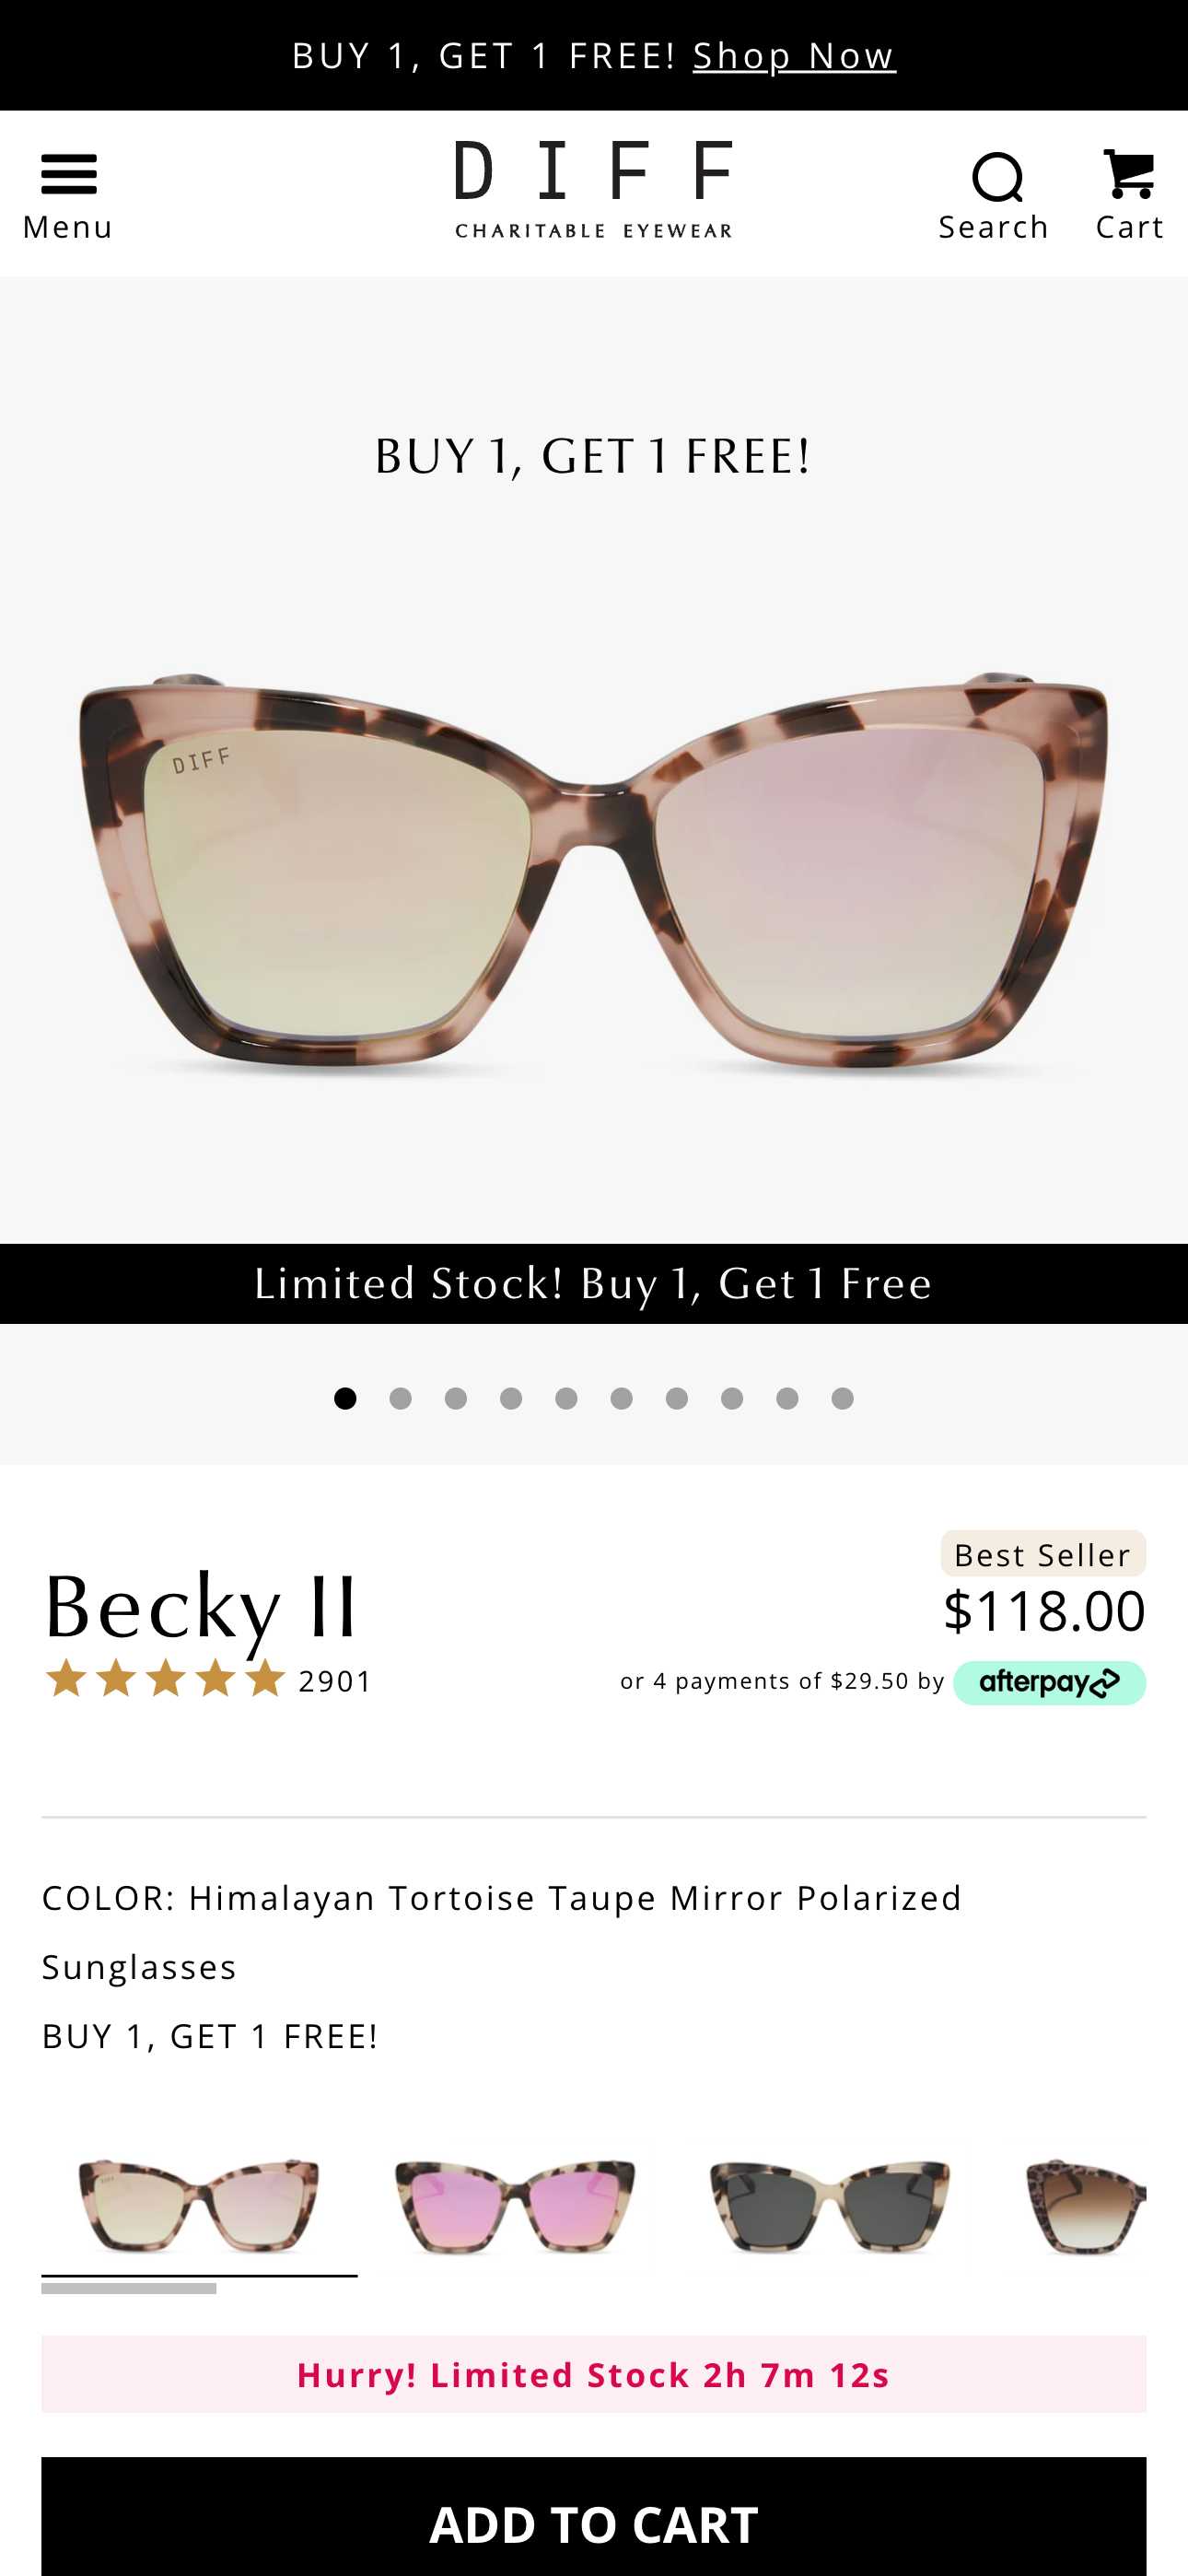 BUY 1, GET 1 FREE! Shop Now
Menu
DIFF
CHARITABLE EYEWEAR
Search
Cart
BUY 1, GET 1 FREE!
DIFF
Limited Stock! Buy 1, Get 1 Free
Best Seller
Becky II
$118.00
2901
or 4 payments of $29.50 by afterpay
COLOR: Himalayan Tortoise Taupe Mirror Polarized
Sunglasses
BUY 1, GET 1 FREE!
Hurry! Limited Stock 2h 7m 12s
ADD TO CART